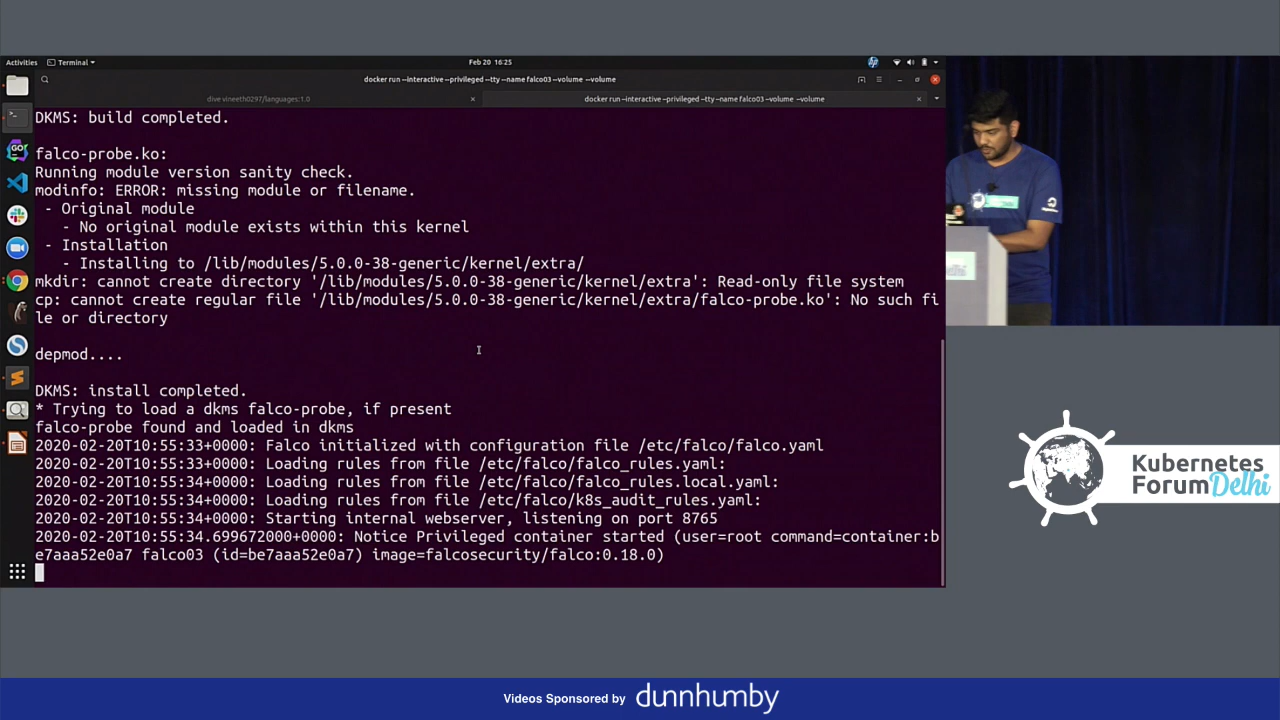 Activities
Terminal
Feb 20 16:25
docker run --interactive --privileged --tty --name falco03 --volume --volume
dive vineeth0297/languages:1.0
docker run --interactive --privileged --tty --name falco03 --volume --volume
DKMS: build completed.
falco-probe.ko:
Running module version sanity check.
modinfo: ERROR: missing module or filename.
- Original module
- No original module exists within this kernel
- Installation
- Installing to /lib/modules/5.0.0-38-generic/kernel/extra/
mkdir: cannot create directory '/lib/modules/5.0.0-38-generic/kernel/extra': Read-only file system
cp: cannot create regular file '/lib/modules/5.0.0-38-generic/kernel/extra/falco-probe.ko': No such fi
le or directory
depmod....
DKMS: install completed.
* Trying to load a dkms falco-probe, if present
falco-probe found and loaded in dkms
2020-02-20T10:55:33+0000: Falco initialized with configuration file /etc/falco/falco.yaml
2020-02-20T10:55:33+0000: Loading rules from file /etc/falco/falco_rules.yaml:
2020-02-20T10:55:34+0000: Loading rules from file /etc/falco/falco_rules.local.yaml:
2020-02-20T10:55:34+0000: Loading rules from file /etc/falco/k8s_audit_rules.yaml:
2020-02-20T10:55:34+0000: Starting internal webserver, listening on port 8765
2020-02-20T10:55:34.699672000+0000: Notice Privileged container started (user=root command=container:b
e7aaa52e0a7 falco03 (id=be7aaa52e0a7) image=falcosecurity/falco:0.18.0)
GO
Kubernetes
Forum Delhi
Videos Sponsored by dunnhumby